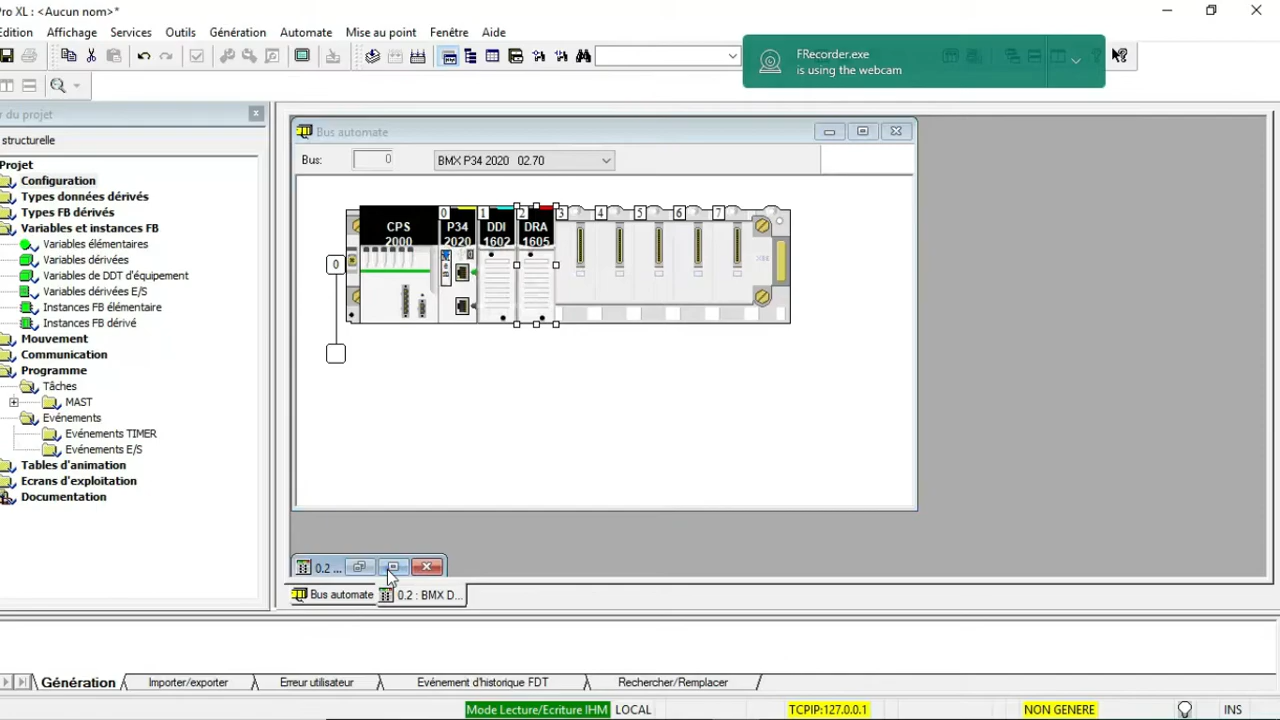 Pro XL : <Aucun nom>*
Edition Affichage Services Outils Génération Automate Mise au point Fenêtre Aide
FRecorder.exe
is using the webcam
r du projet
structurelle
Projet
Configuration
Types données dérivés
Types FB dérivés
Variables et instances FB
Variables élémentaires
Variables dérivées
Variables de DDT d'équipement
Variables dérivées E/S
Instances FB élémentaire
Instances FB dérivé
Mouvement
Communication
Programme
Tâches
MAST
Evénements
Evénements TIMER
Evénements E/S
Tables d'animation
Ecrans d'exploitation
Documentation
Bus automate
Bus: 0 BMX P34 2020 02.70
0 1 2 3 4 5 6 7
CPS P34 DDI DRA
2000 2020 1602 1605
0
0.2 ...
Bus automate 0.2 : BMX D...
Génération Importer/exporter Erreur utilisateur Evénement d'historique FDT Rechercher/Remplacer
Mode Lecture/Ecriture IHM LOCAL TCPIP:127.0.0.1 NON GENERE INS